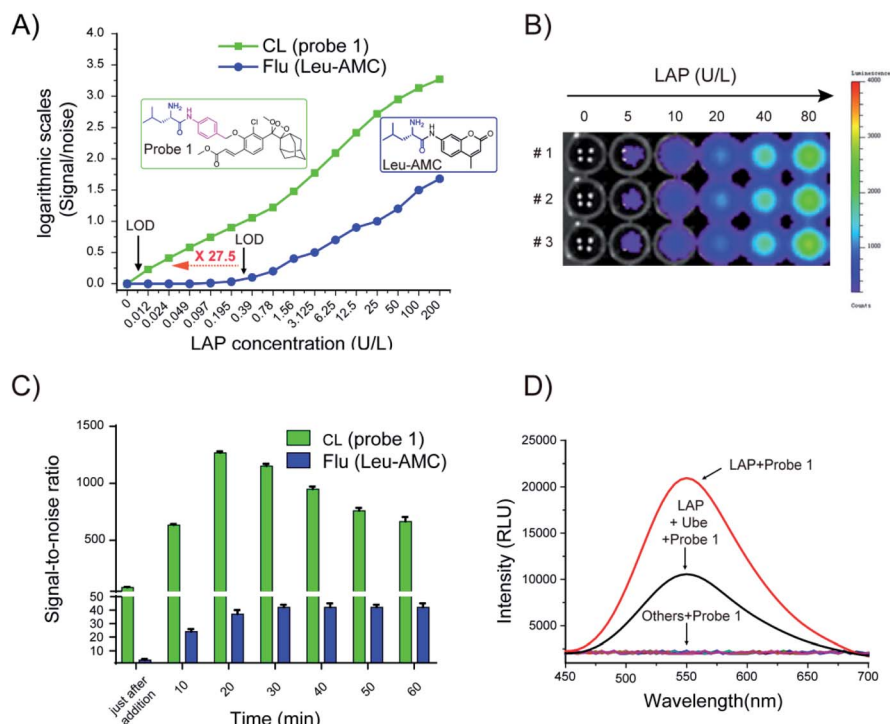 A)
logarithmic scales
(Signal/noise)
4.0
3.5
3.0
2.5
2.0
1.5
1.0
0.5
0.0
CL (probe 1)
Flu (Leu-AMC)
NH2
H
N
O
O
Cl
O
O-O
MeO
O
Probe 1
NH2
H
N
O
O
O
Leu-AMC
LOD
LOD
X 27.5
0
0.012
0.024
0.049
0.097
0.195
0.39
0.78
1.56
3.125
6.25
12.5
25
50
100
200
LAP concentration (U/L)
B)
LAP (U/L)
0 5 10 20 40 80
# 1
# 2
# 3
Luminescence
4000
3000
2000
1000
Counts
C)
Signal-to-noise ratio
1500
1000
500
50
40
30
20
10
CL (probe 1)
Flu (Leu-AMC)
just after
addition
10
20
30
40
50
60
Time (min)
D)
Intensity (RLU)
25000
20000
15000
10000
5000
0
LAP+Probe 1
LAP
+ Ube
+Probe 1
Others+Probe 1
450 500 550 600 650 700
Wavelength(nm)